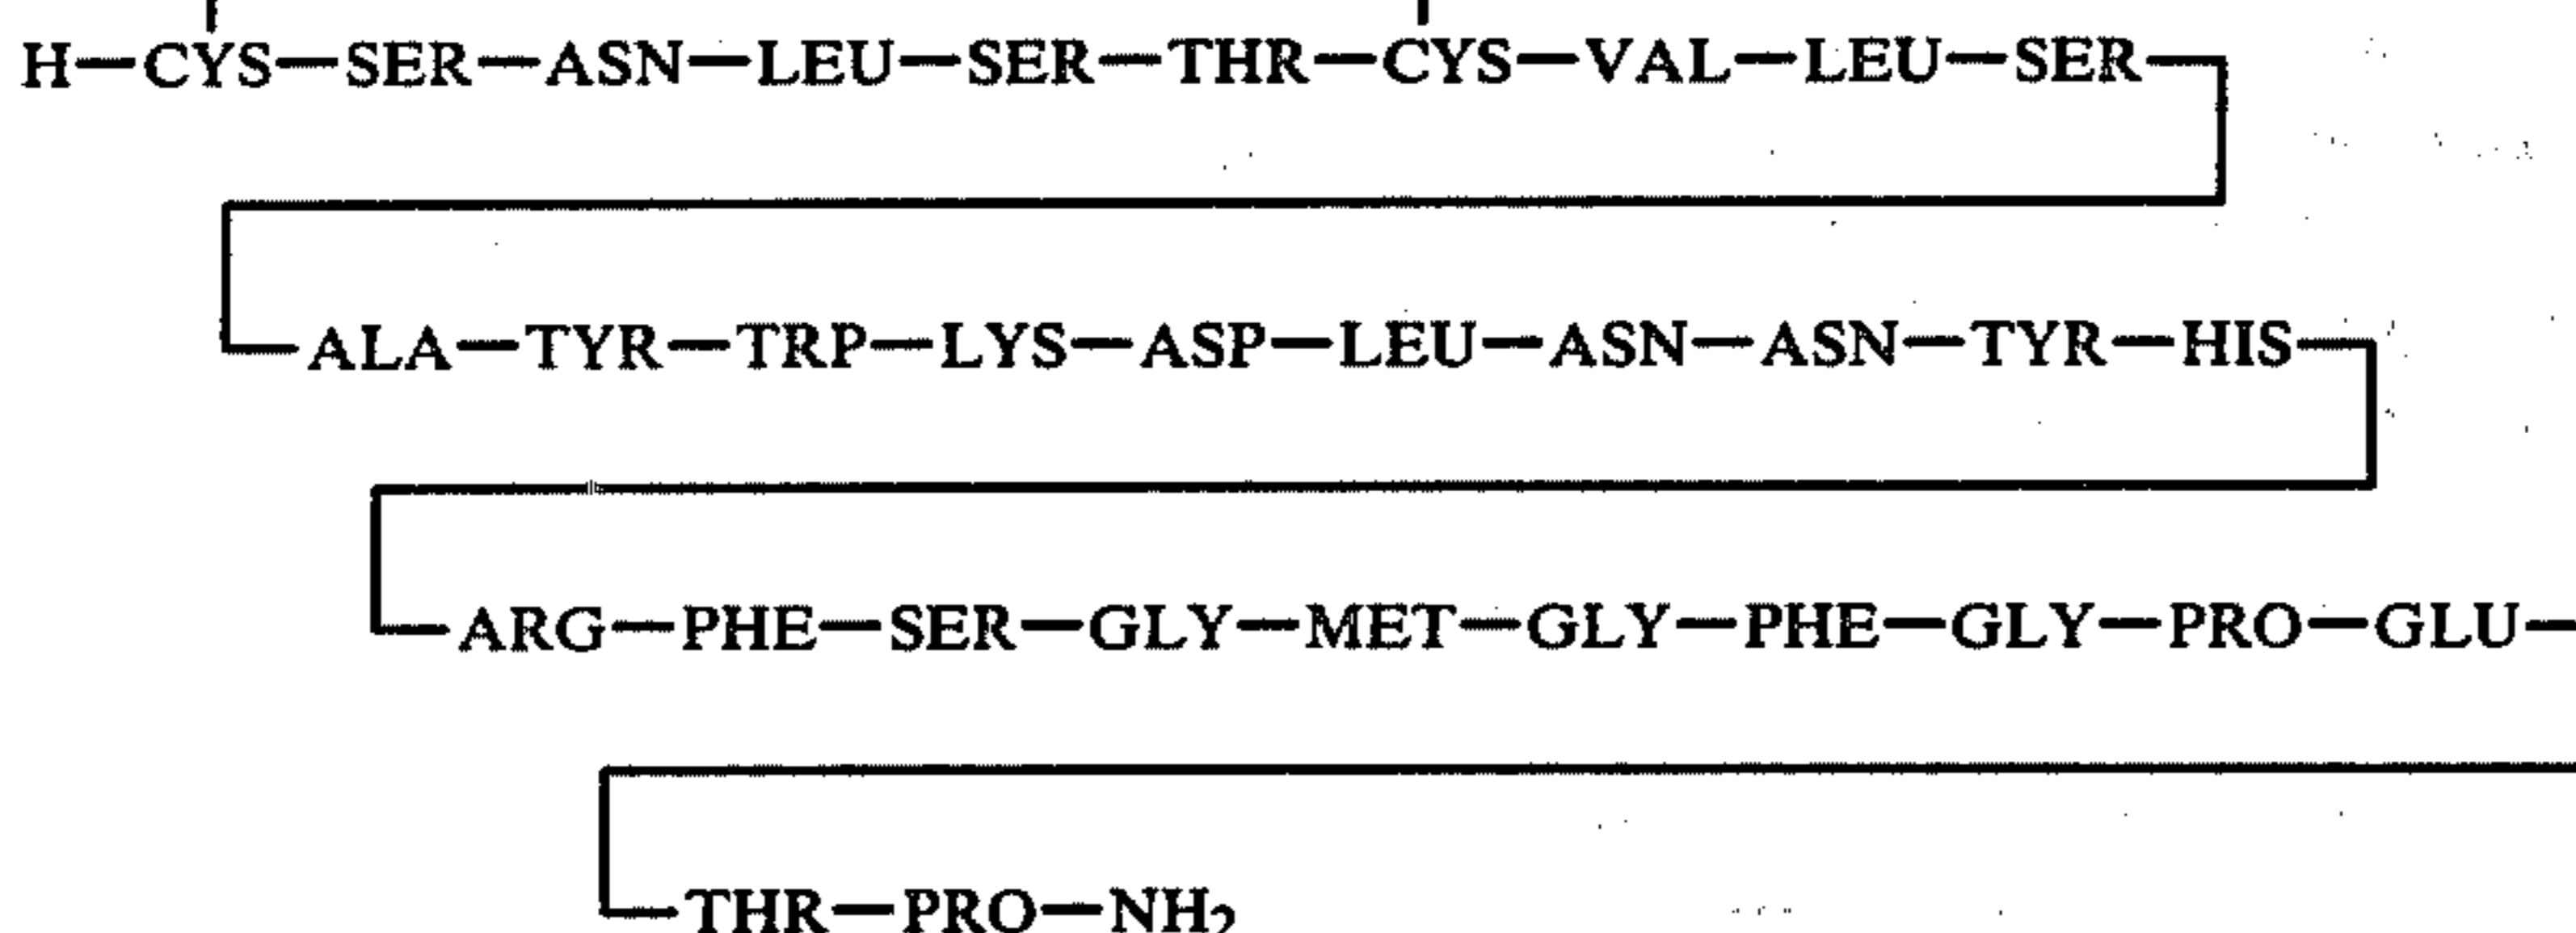 H—CYS—SER—ASN—LEU—SER—THR—CYS—VAL—LEU—SER—
—ALA—TYR—TRP—LYS—ASP—LEU—ASN—ASN—TYR—HIS—
—ARG—PHE—SER—GLY—MET—GLY—PHE—GLY—PRO—GLU—
—THR—PRO—NH2